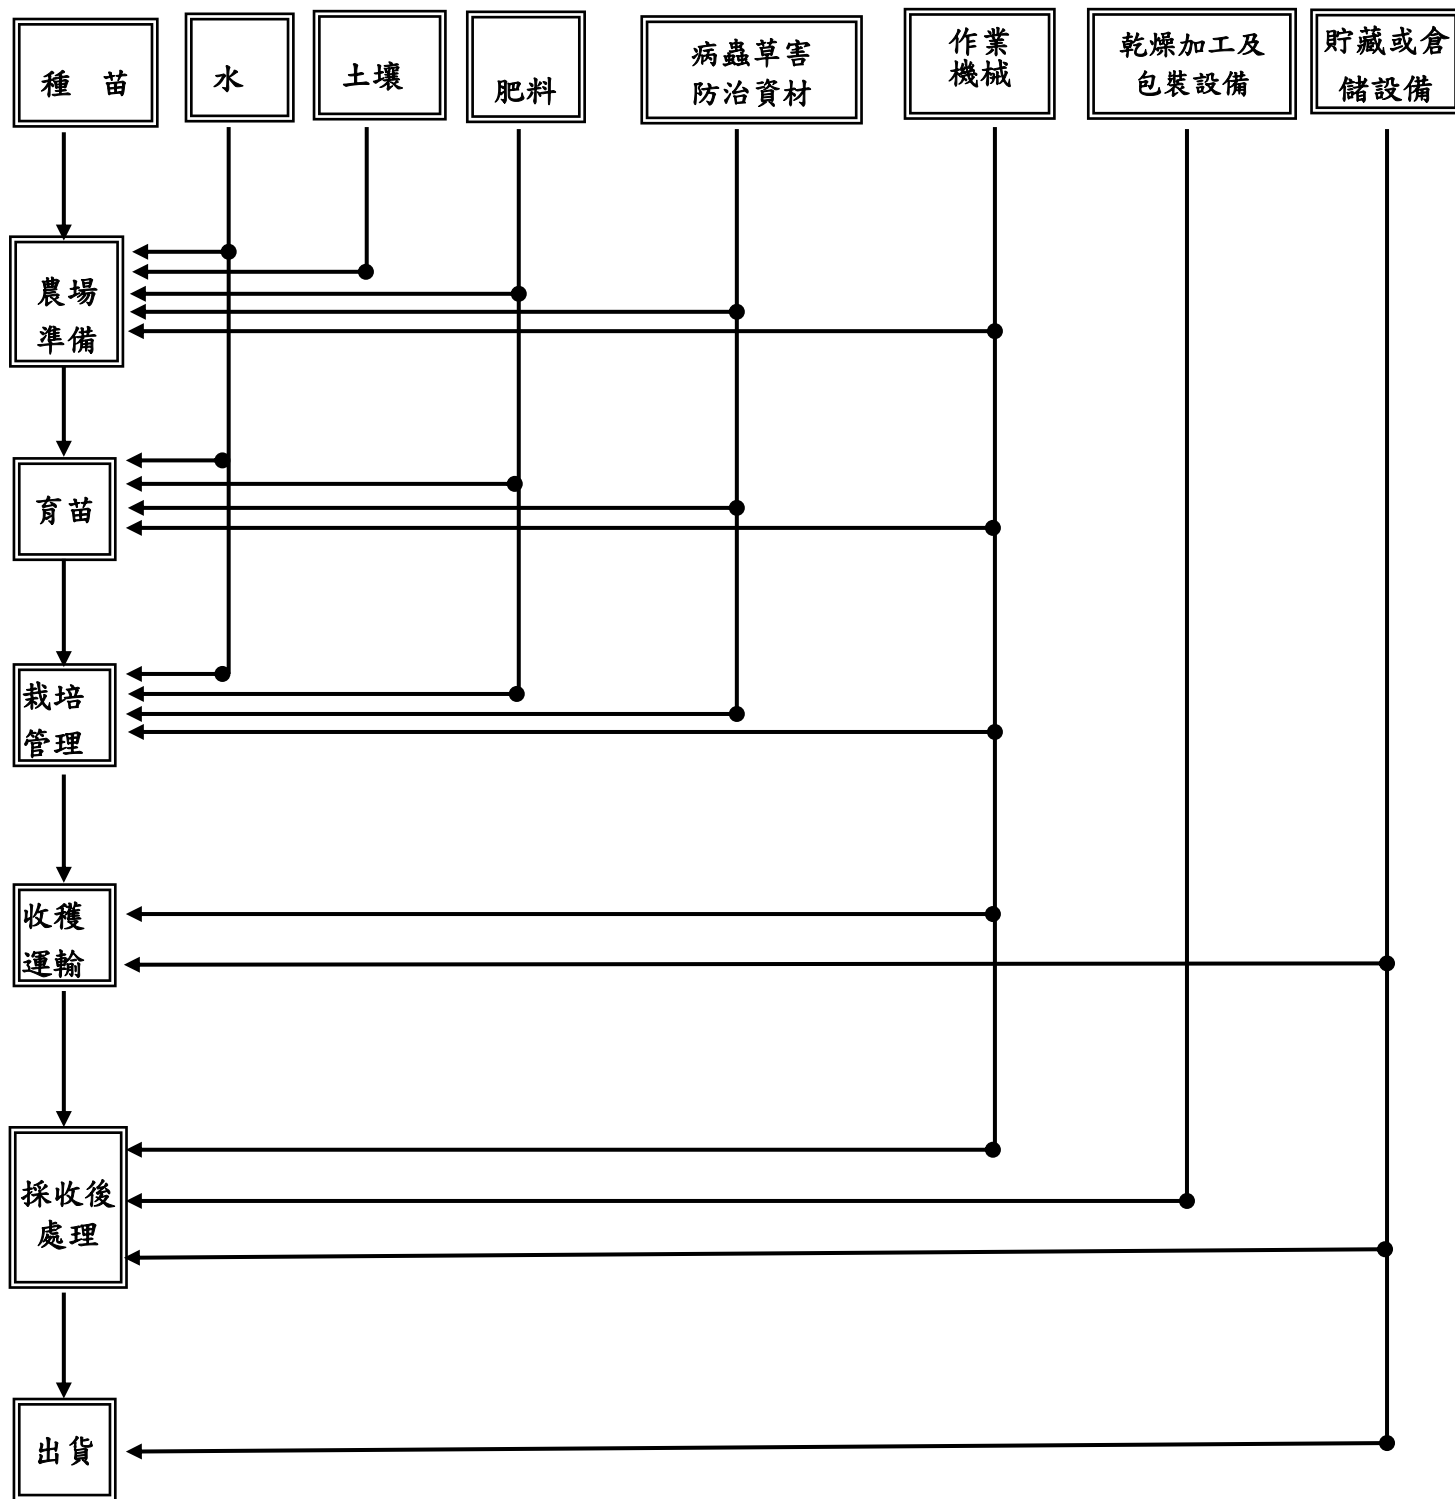 種 苗
水
土壤
肥料
病蟲草害
防治資材
作業
機械
乾燥加工及
包裝設備
貯藏或倉
儲設備
農場
準備
育苗
栽培
管理
收穫
運輸
採收後
處理
出貨